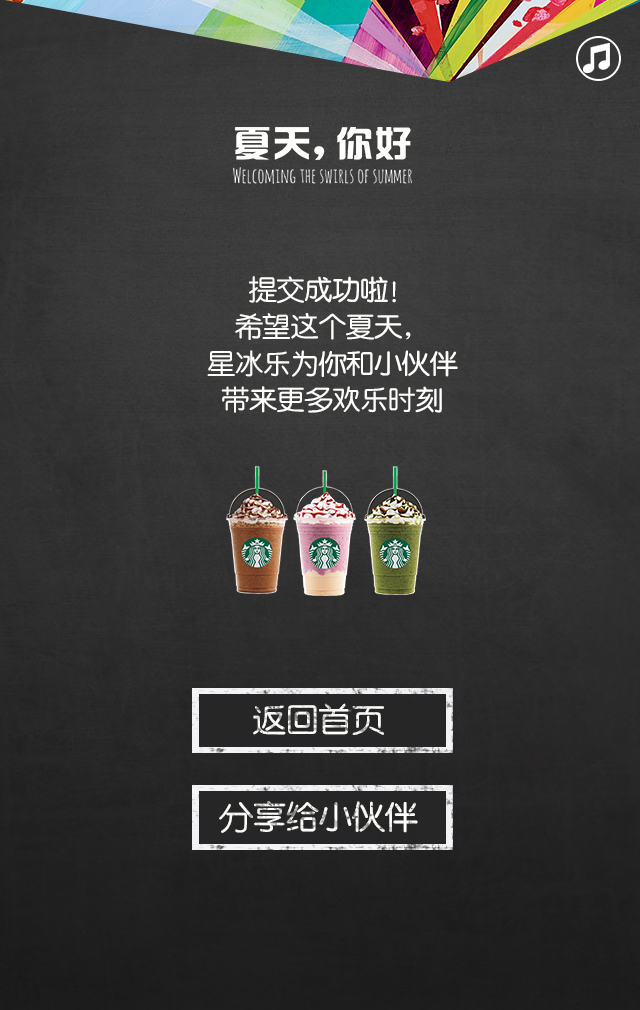 夏天，你好
WELCOMING THE SWIRLS OF SUMMER
提交成功啦！
希望这个夏天，
星冰乐为你和小伙伴
带来更多欢乐时刻
返回首页
分享给小伙伴